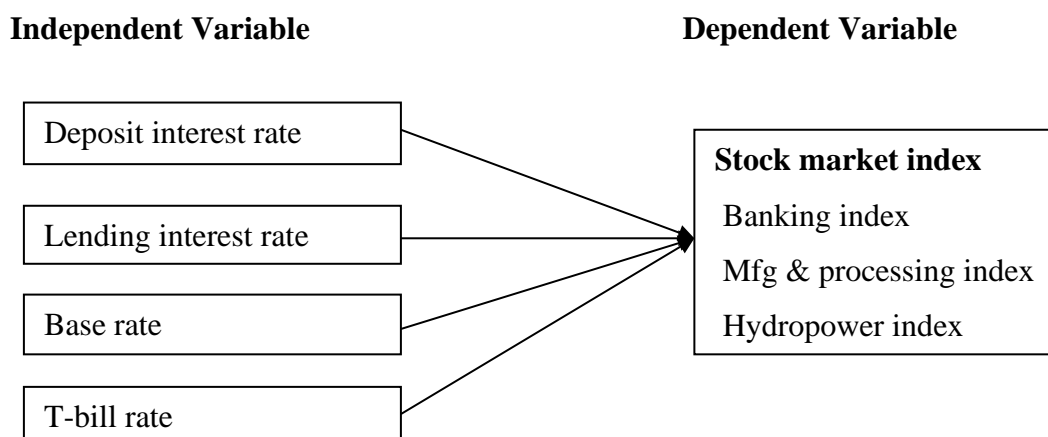 Independent Variable
Dependent Variable
Deposit interest rate
Lending interest rate
Base rate
T-bill rate
Stock market index
Banking index
Mfg & processing index
Hydropower index